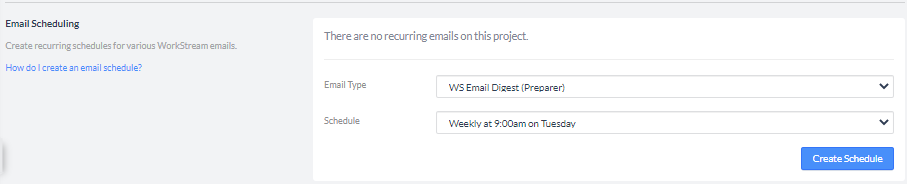 Email Scheduling
Create recurring schedules for various WorkStream emails.
How do I create an email schedule?
There are no recurring emails on this project.
Email Type
WS Email Digest (Preparer)
Schedule
Weekly at 9:00am on Tuesday
Create Schedule